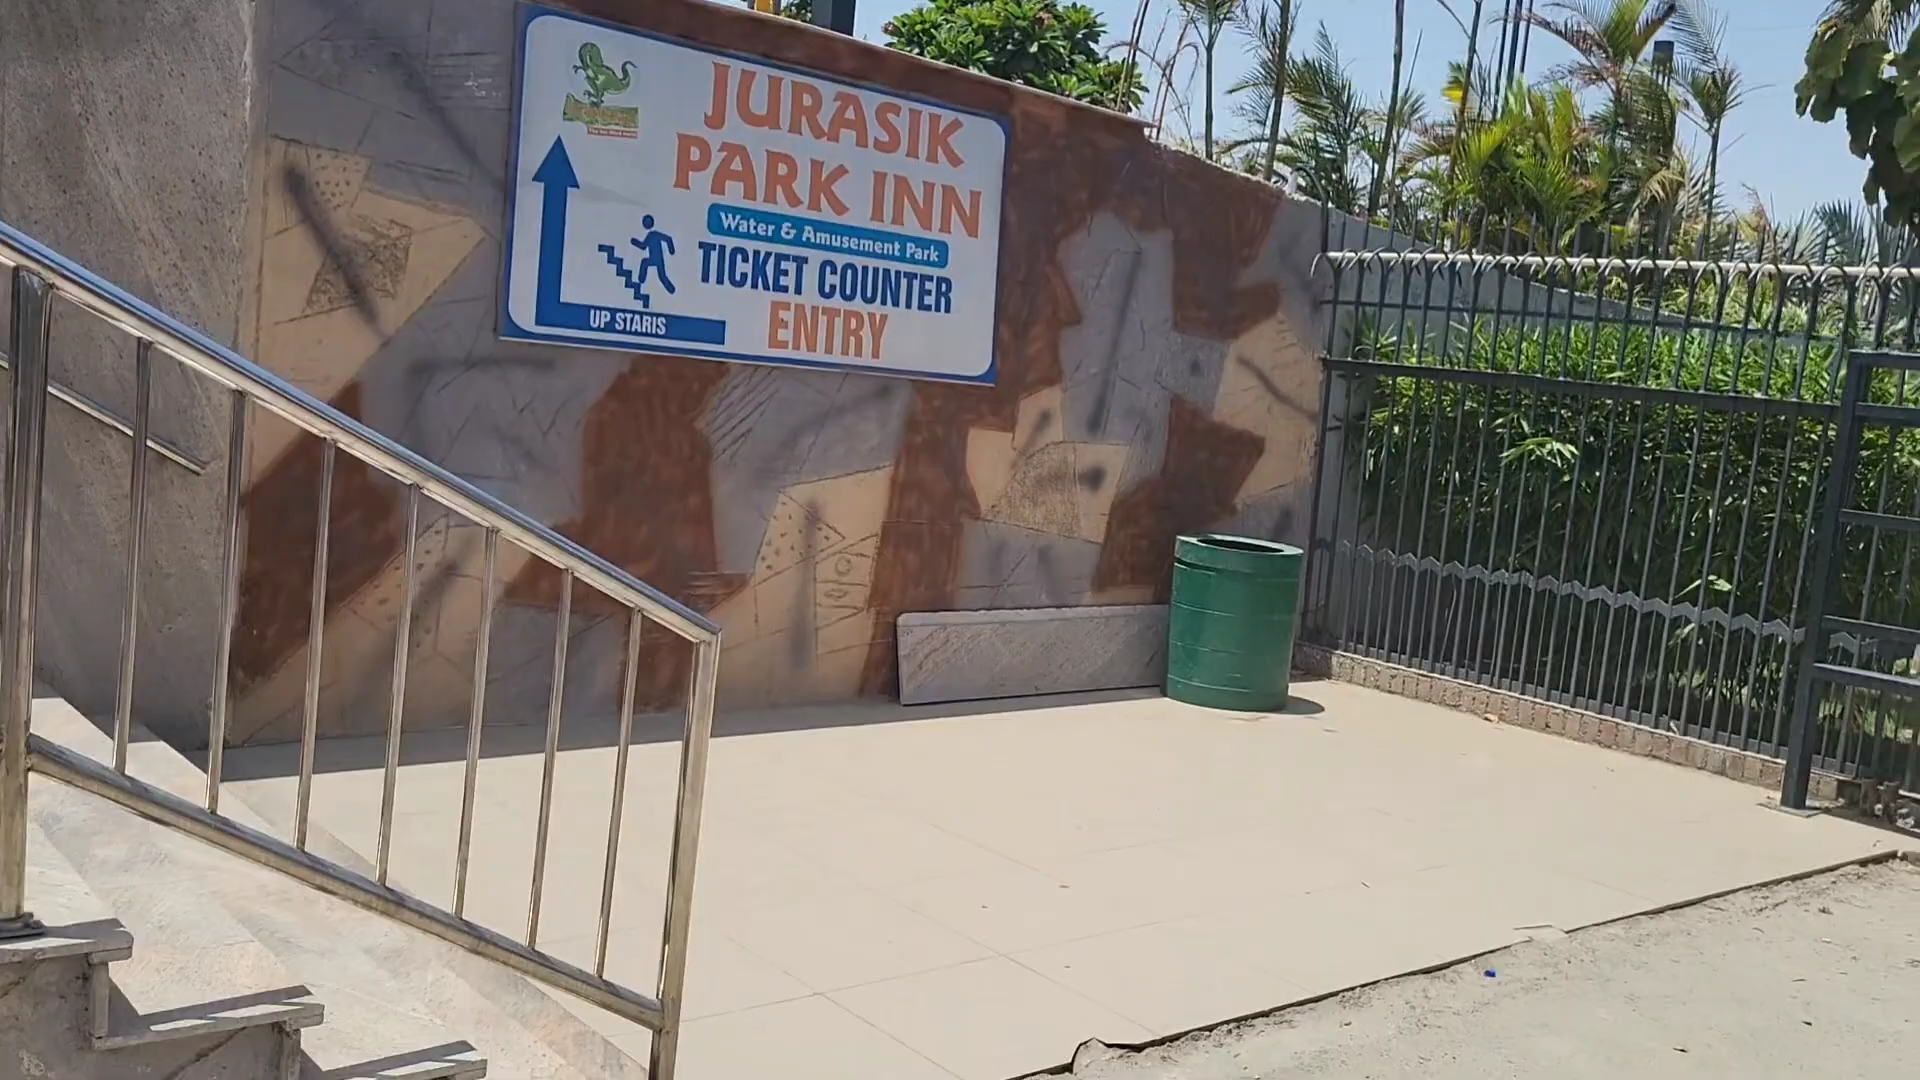 JURASIK
PARK INN
Water & Amusement Park
TICKET COUNTER
ENTRY
UP STARIS